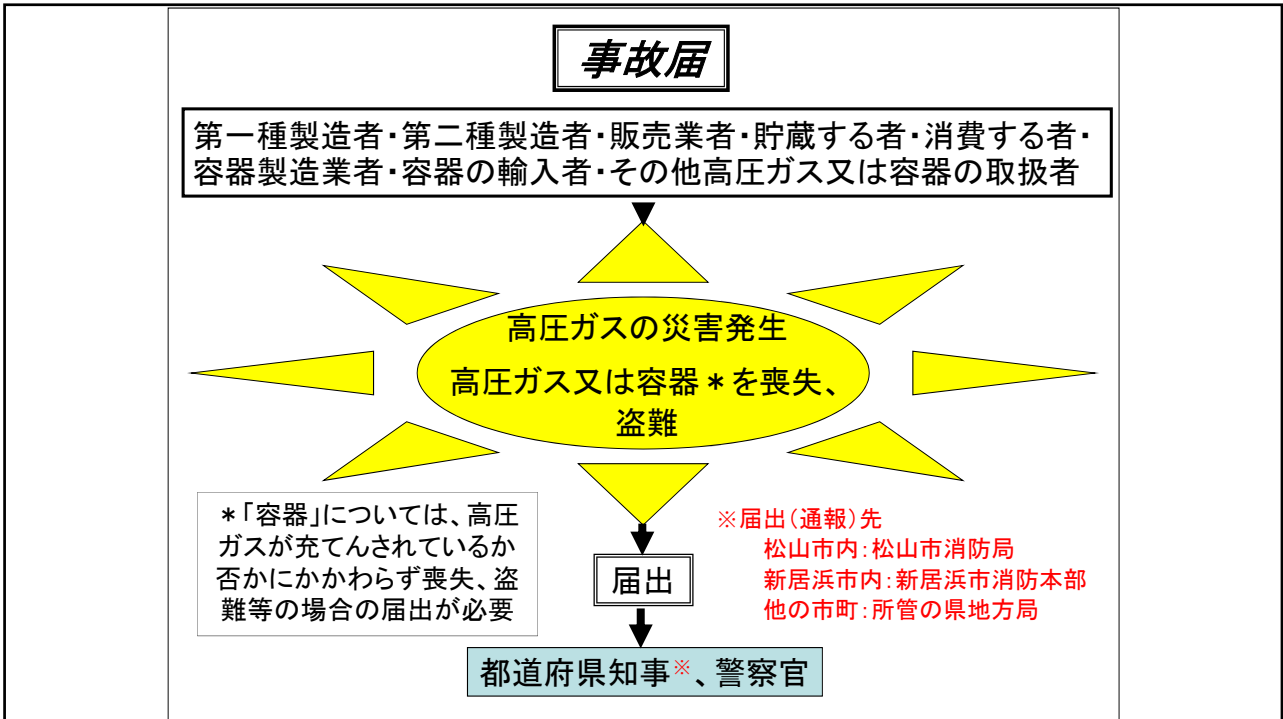 事故届
第一種製造者・第二種製造者・販売業者・貯蔵する者・消費する者・
容器製造業者・容器の輸入者・その他高圧ガス又は容器の取扱者
高圧ガスの災害発生
高圧ガス又は容器＊を喪失、
盗難
＊「容器」については、高圧
ガスが充てんされているか
否かにかかわらず喪失、盗
難等の場合の届出が必要
※届出(通報)先
松山市内：松山市消防局
新居浜市内：新居浜市消防本部
他の市町：所管の県地方局
届出
都道府県知事※、警察官